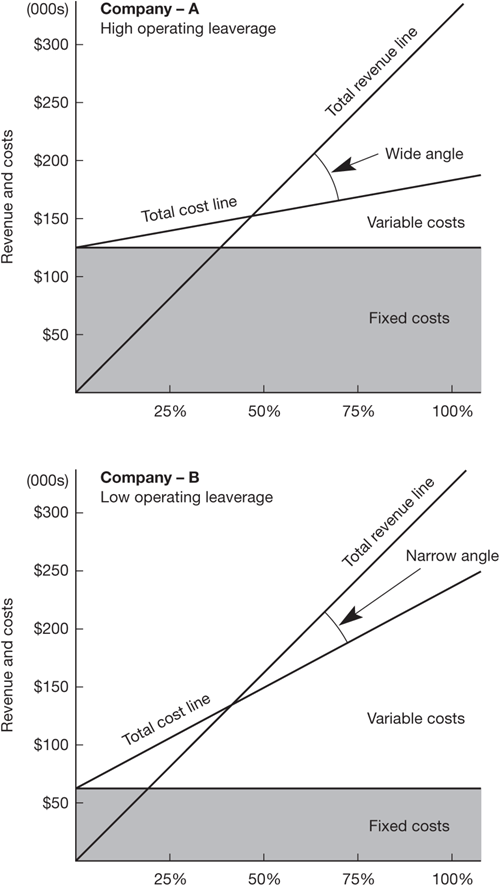 (000s)
Company – A
High operating leaverage
$300
$250
$200
$150
$100
$50
Revenue and costs
Total revenue line
Wide angle
Total cost line
Variable costs
Fixed costs
25%
50%
75%
100%
(000s)
Company – B
Low operating leaverage
$300
$250
$200
$150
$100
$50
Revenue and costs
Total revenue line
Narrow angle
Total cost line
Variable costs
Fixed costs
25%
50%
75%
100%